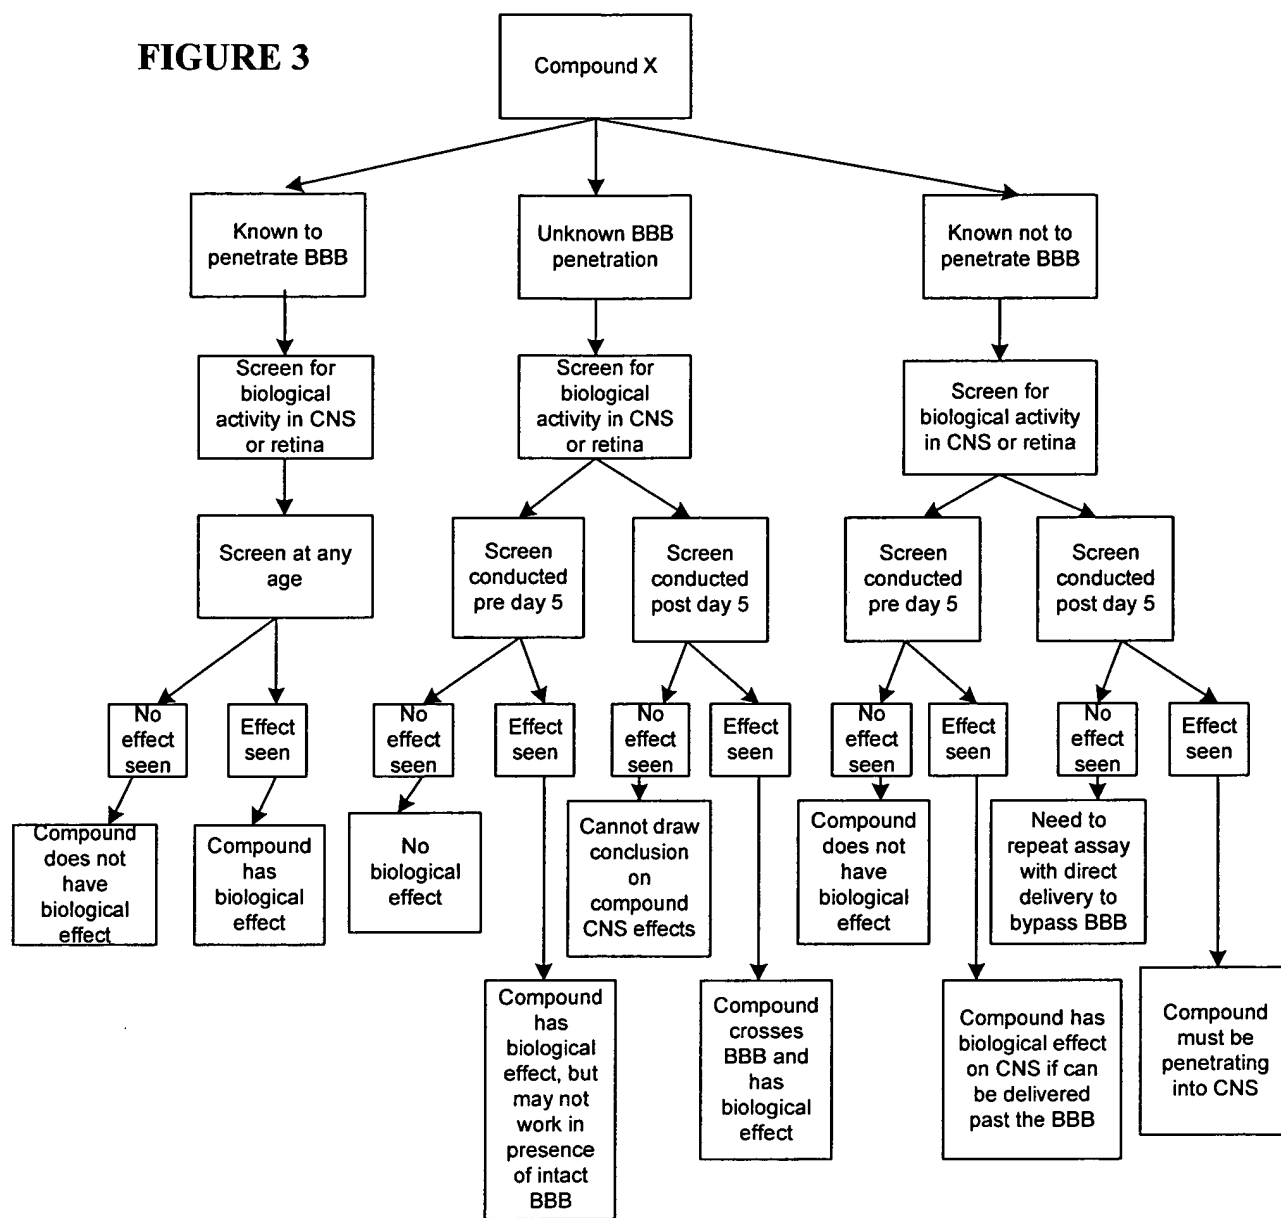 FIGURE 3
Compound X
Known to
penetrate BBB
Unknown BBB
penetration
Known not to
penetrate BBB
Screen for
biological
activity in CNS
or retina
Screen for
biological
activity in CNS
or retina
Screen for
biological activity
in CNS or retina
Screen at any
age
Screen
conducted
pre day 5
Screen
conducted
post day 5
Screen
conducted
pre day 5
Screen
conducted
post day 5
No
effect
seen
Effect
seen
No
effect
seen
Effect
seen
No
effect
seen
Effect
seen
No
effect
seen
Effect
seen
No
effect
seen
Effect
seen
Compound
does not
have
biological
effect
Compound
has
biological
effect
No
biological
effect
Cannot draw
conclusion
on
compound
CNS effects
Compound
does not
have
biological
effect
Need to
repeat assay
with direct
delivery to
bypass BBB
Compound
has
biological
effect, but
may not
work in
presence
of intact
BBB
Compound
crosses
BBB and
has
biological
effect
Compound has
biological effect
on CNS if can
be delivered
past the BBB
Compound
must be
penetrating
into CNS